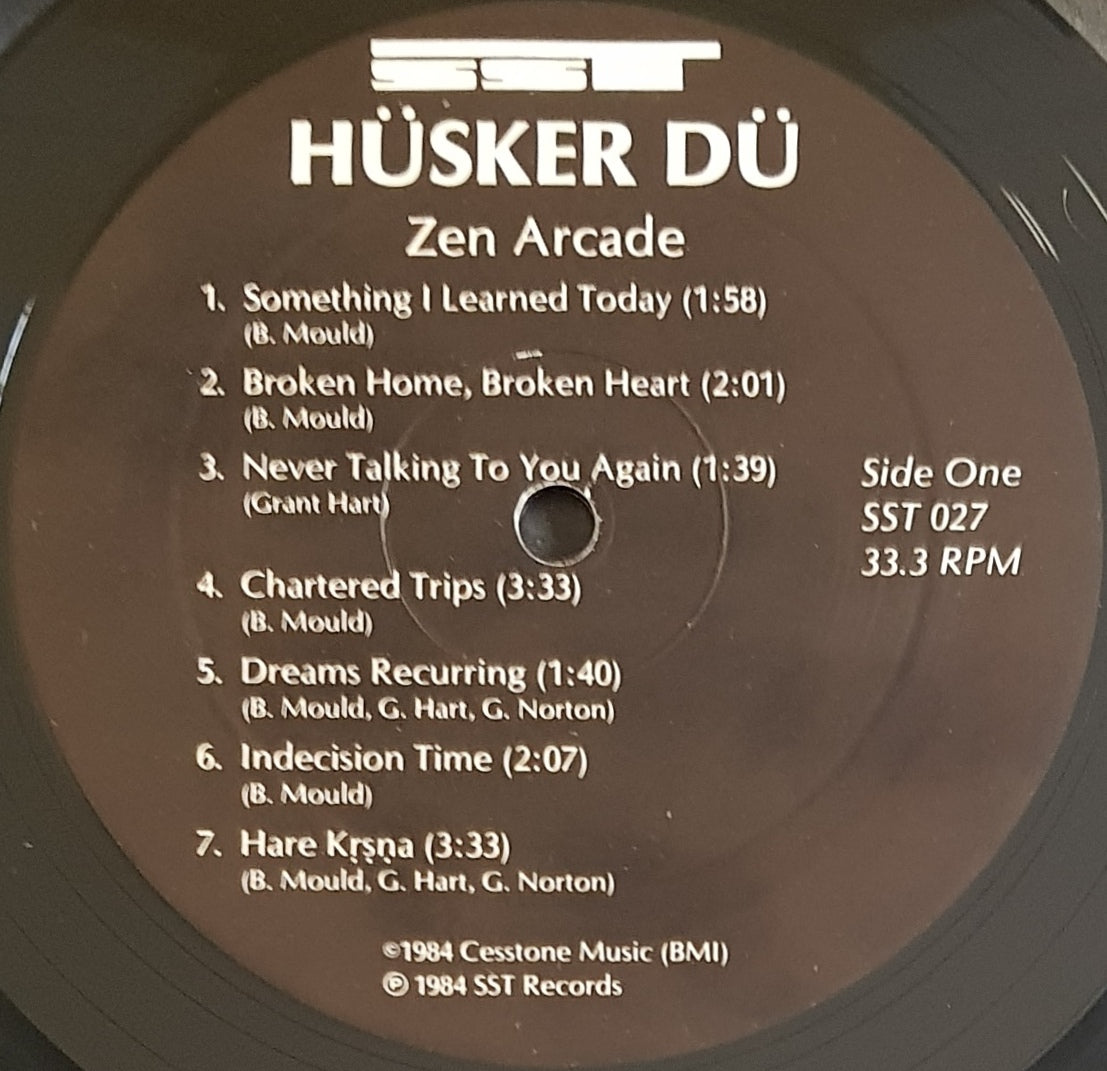 SST
HÜSKER DÜ
Zen Arcade
1. Something I Learned Today (1:58)
(B. Mould)
2. Broken Home, Broken Heart (2:01)
(B. Mould)
3. Never Talking To You Again (1:39)
(Grant Hart)
4. Chartered Trips (3:33)
(B. Mould)
5. Dreams Recurring (1:40)
(B. Mould, G. Hart, G. Norton)
6. Indecision Time (2:07)
(B. Mould)
7. Hare Kṛṣṇa (3:33)
(B. Mould, G. Hart, G. Norton)
Side One
SST 027
33.3 RPM
©1984 Cesstone Music (BMI)
℗ 1984 SST Records